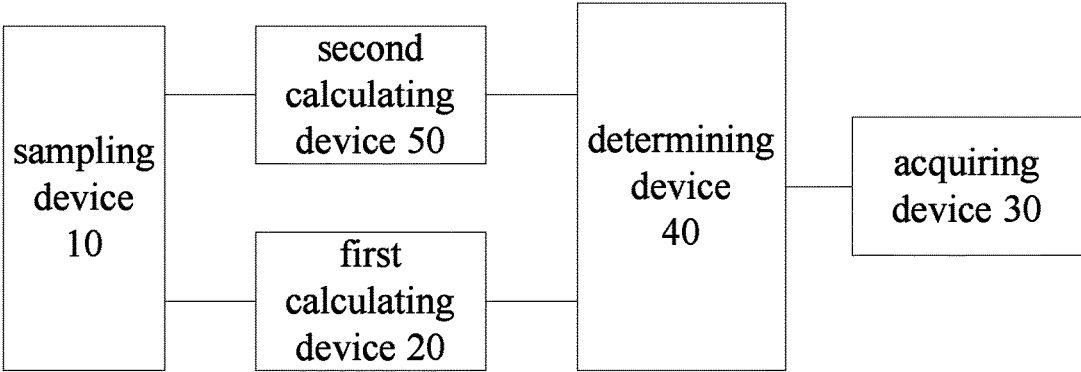 sampling
device
10
second
calculating
device 50
first
calculating
device 20
determining
device
40
acquiring
device 30